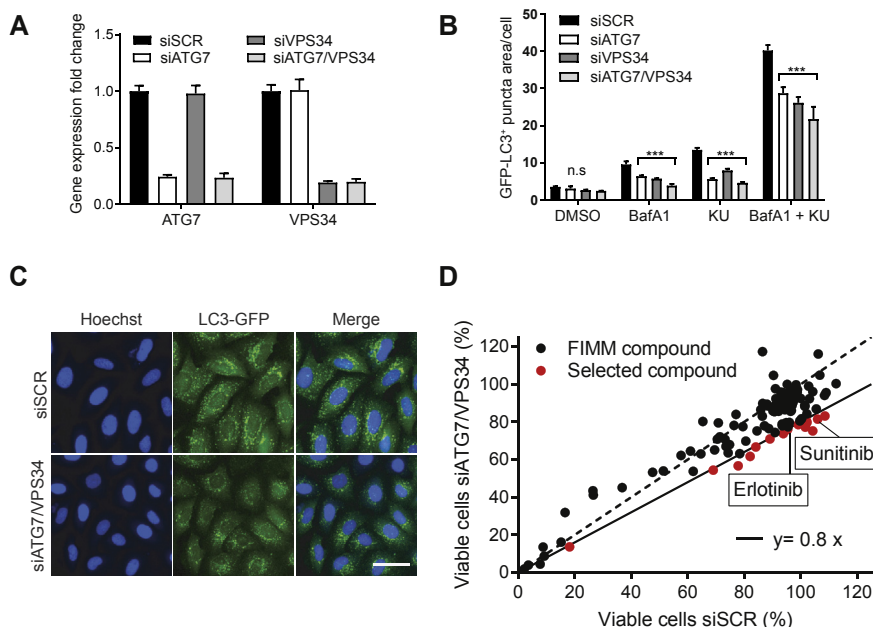 A
siSCR
siVPS34
siATG7
siATG7/VPS34
Gene expression fold change
1.5
1.0
0.5
0.0
ATG7
VPS34
B
siSCR
siATG7
siVPS34
siATG7/VPS34
GFP-LC3⁺ puncta area/cell
50
40
30
20
10
0
n.s
***
***
***
DMSO
BafA1
KU
BafA1 + KU
C
Hoechst
LC3-GFP
Merge
siSCR
siATG7/VPS34
D
Viable cells siATG7/VPS34 (%)
120
100
80
60
40
20
0
FIMM compound
Selected compound
Sunitinib
Erlotinib
y= 0.8 x
0
20
40
60
80
100
120
Viable cells siSCR (%)